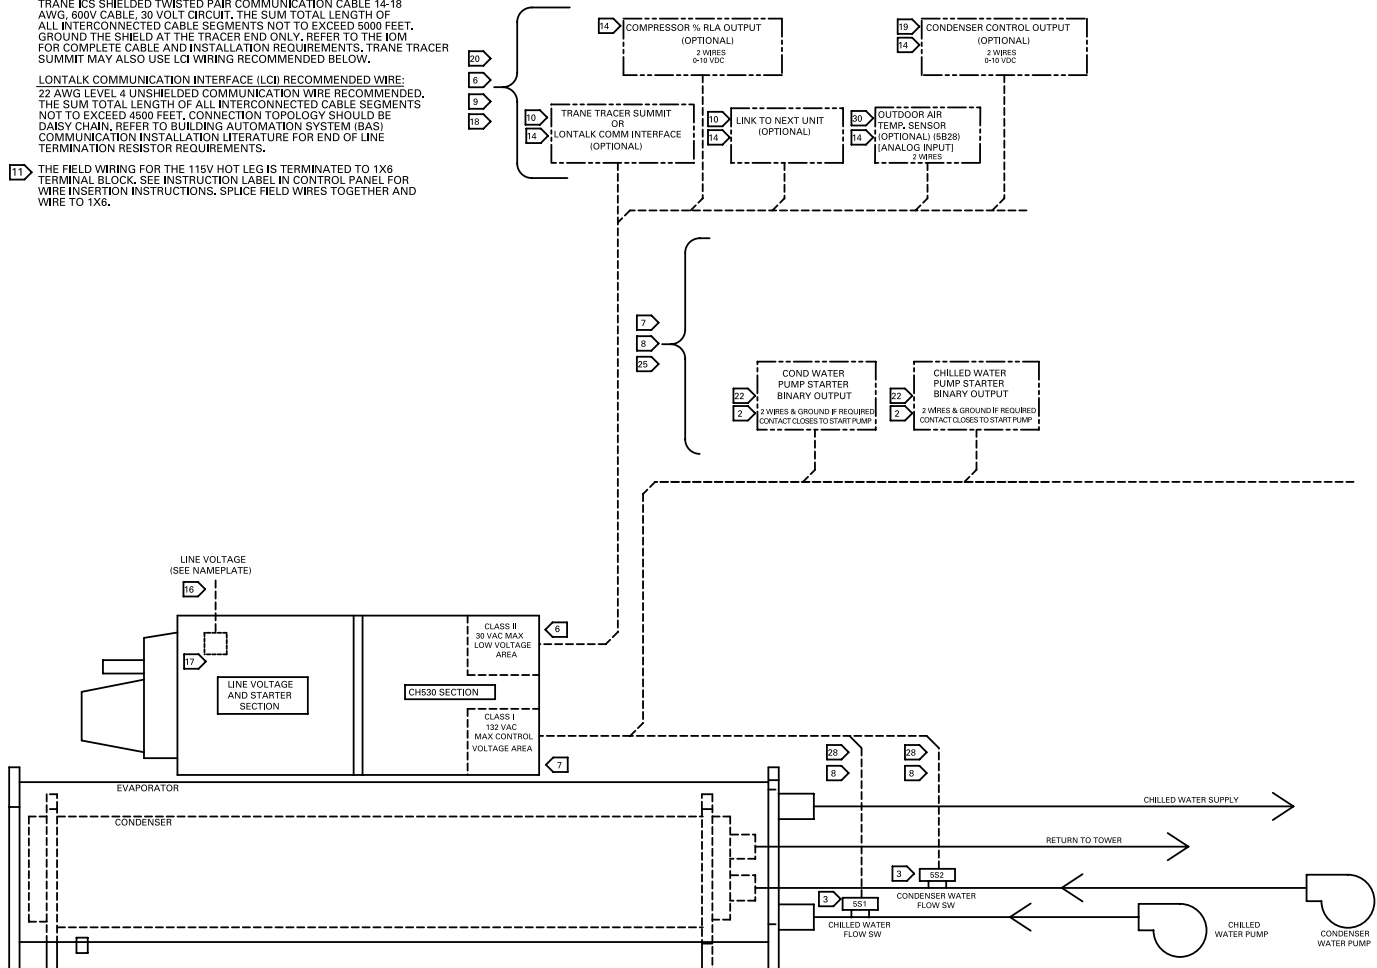 TRANE ICS SHIELDED TWISTED PAIR COMMUNICATION CABLE 14-18
AWG, 600V CABLE, 30 VOLT CIRCUIT. THE SUM TOTAL LENGTH OF
ALL INTERCONNECTED CABLE SEGMENTS NOT TO EXCEED 5000 FEET.
GROUND THE SHIELD AT THE TRACER END ONLY. REFER TO THE IOM
FOR COMPLETE CABLE AND INSTALLATION REQUIREMENTS. TRANE TRACER
SUMMIT MAY ALSO USE LCI WIRING RECOMMENDED BELOW.
LONTALK COMMUNICATION INTERFACE (LCI) RECOMMENDED WIRE:
22 AWG LEVEL 4 UNSHIELDED COMMUNICATION WIRE RECOMMENDED.
THE SUM TOTAL LENGTH OF ALL INTERCONNECTED CABLE SEGMENTS
NOT TO EXCEED 4500 FEET. CONNECTION TOPOLOGY SHOULD BE
DAISY CHAIN. REFER TO BUILDING AUTOMATION SYSTEM (BAS)
COMMUNICATION INSTALLATION LITERATURE FOR END OF LINE
TERMINATION RESISTOR REQUIREMENTS.
11 THE FIELD WIRING FOR THE 115V HOT LEG IS TERMINATED TO 1X6
TERMINAL BLOCK. SEE INSTRUCTION LABEL IN CONTROL PANEL FOR
WIRE INSERTION INSTRUCTIONS. SPLICE FIELD WIRES TOGETHER AND
WIRE TO 1X6.
20
6
9
18
14
COMPRESSOR % RLA OUTPUT
(OPTIONAL)
2 WIRES
0-10 VDC
19
14
CONDENSER CONTROL OUTPUT
(OPTIONAL)
2 WIRES
0-10 VDC
10
14
TRANE TRACER SUMMIT
OR
LONTALK COMM INTERFACE
(OPTIONAL)
10
14
LINK TO NEXT UNIT
(OPTIONAL)
30
14
OUTDOOR AIR
TEMP. SENSOR
(OPTIONAL) (5B28)
[ANALOG INPUT]
2 WIRES
7
8
25
22
2
COND WATER
PUMP STARTER
BINARY OUTPUT
2 WIRES & GROUND IF REQUIRED
CONTACT CLOSES TO START PUMP
22
2
CHILLED WATER
PUMP STARTER
BINARY OUTPUT
2 WIRES & GROUND IF REQUIRED
CONTACT CLOSES TO START PUMP
LINE VOLTAGE
(SEE NAMEPLATE)
16
17
LINE VOLTAGE
AND STARTER
SECTION
CH530 SECTION
CLASS II
30 VAC MAX
LOW VOLTAGE
AREA
6
CLASS I
132 VAC
MAX CONTROL
VOLTAGE AREA
7
28
8
28
8
EVAPORATOR
CONDENSER
CHILLED WATER SUPPLY
RETURN TO TOWER
3
5S2
CONDENSER WATER
FLOW SW
3
5S1
CHILLED WATER
FLOW SW
CHILLED
WATER PUMP
CONDENSER
WATER PUMP